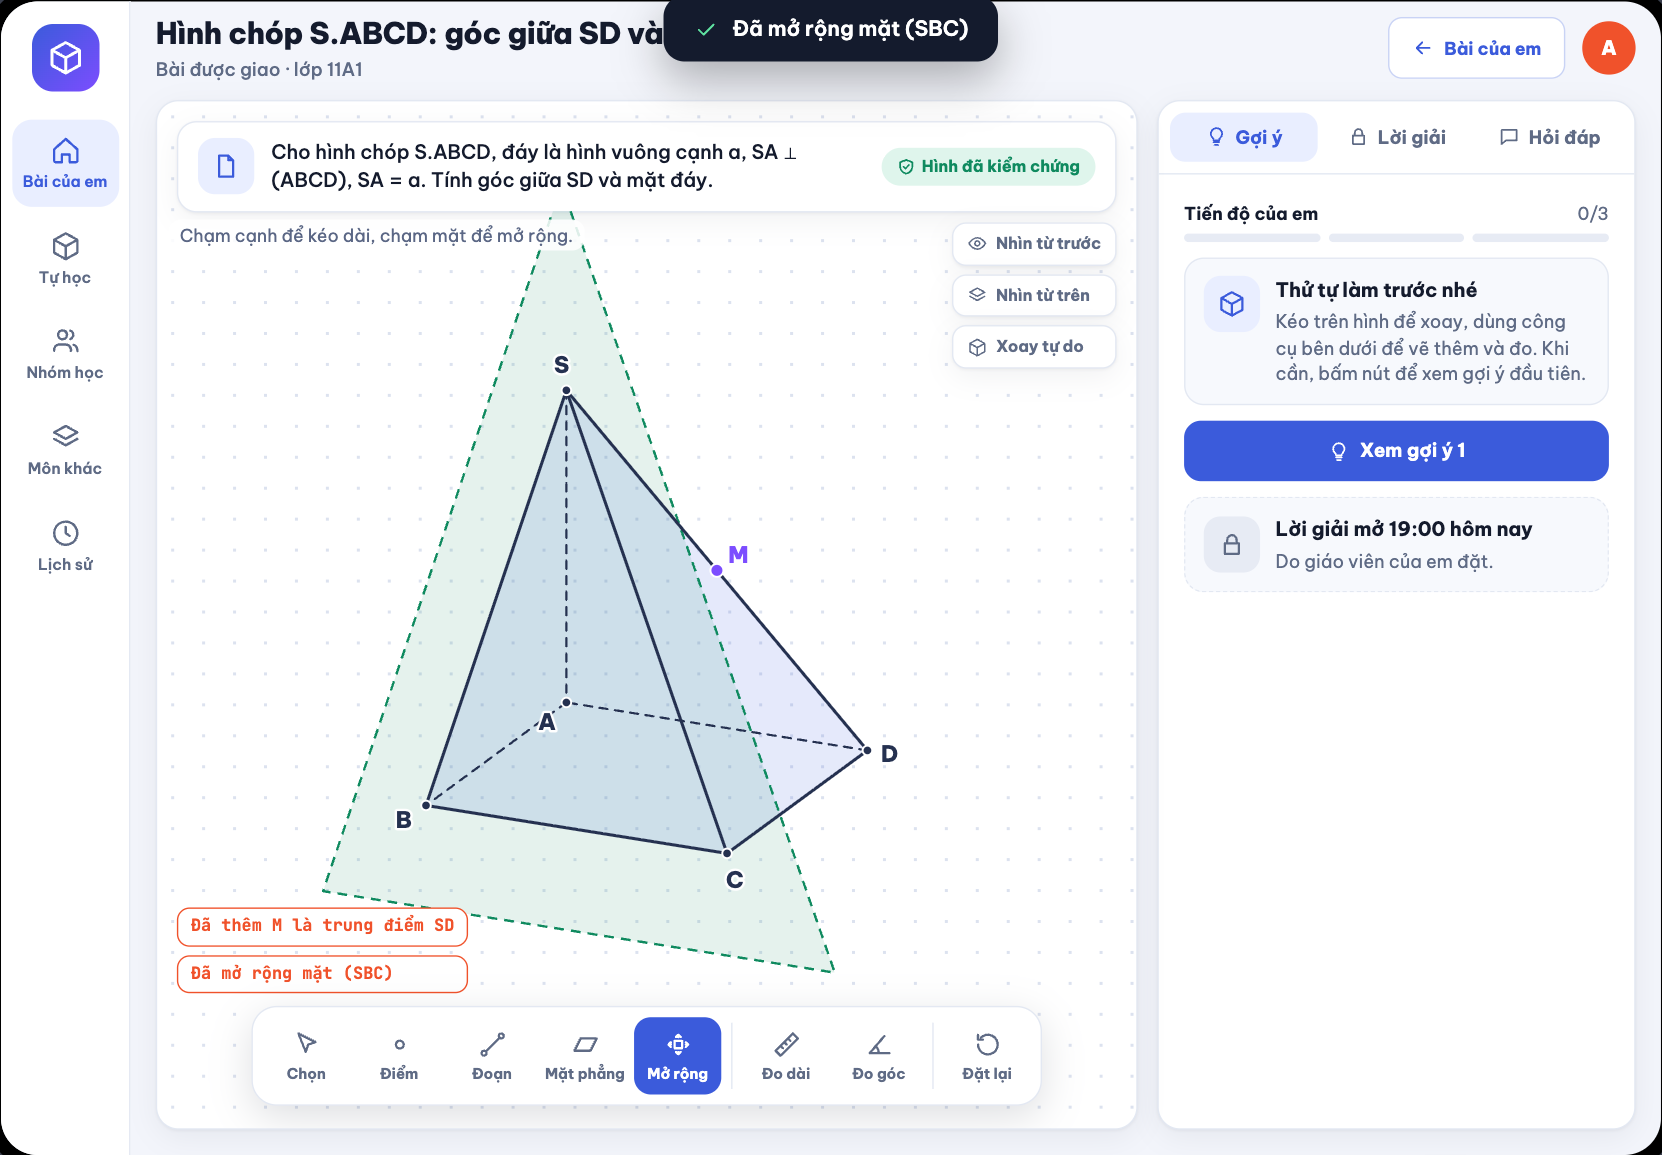 Hình chóp S.ABCD: góc giữa SD và
Đã mở rộng mặt (SBC)
Bài được giao · lớp 11A1
Bài của em
A
Bài của em
Tự học
Nhóm học
Môn khác
Lịch sử
Cho hình chóp S.ABCD, đáy là hình vuông cạnh a, SA ⊥
(ABCD), SA = a. Tính góc giữa SD và mặt đáy.
Hình đã kiểm chứng
Chạm cạnh để kéo dài, chạm mặt để mở rộng.
Nhìn từ trước
Nhìn từ trên
Xoay tự do
S
M
A
D
B
C
Đã thêm M là trung điểm SD
Đã mở rộng mặt (SBC)
Chọn
Điểm
Đoạn
Mặt phẳng
Mở rộng
Đo dài
Đo góc
Đặt lại
Gợi ý
Lời giải
Hỏi đáp
Tiến độ của em
0/3
Thử tự làm trước nhé
Kéo trên hình để xoay, dùng công
cụ bên dưới để vẽ thêm và đo. Khi
cần, bấm nút để xem gợi ý đầu tiên.
Xem gợi ý 1
Lời giải mở 19:00 hôm nay
Do giáo viên của em đặt.